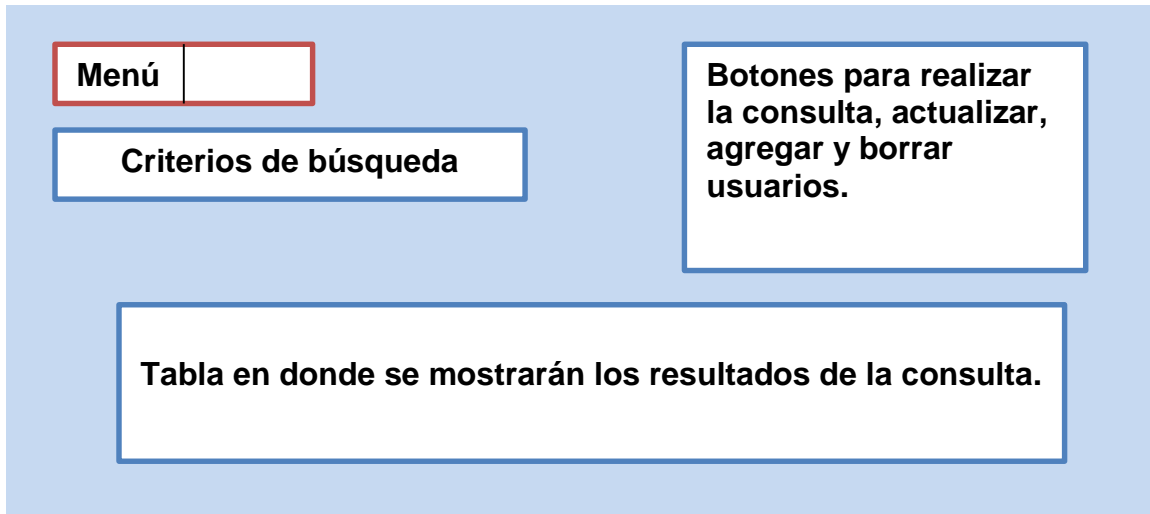 Menú
Criterios de búsqueda
Botones para realizar
la consulta, actualizar,
agregar y borrar
usuarios.
Tabla en donde se mostrarán los resultados de la consulta.